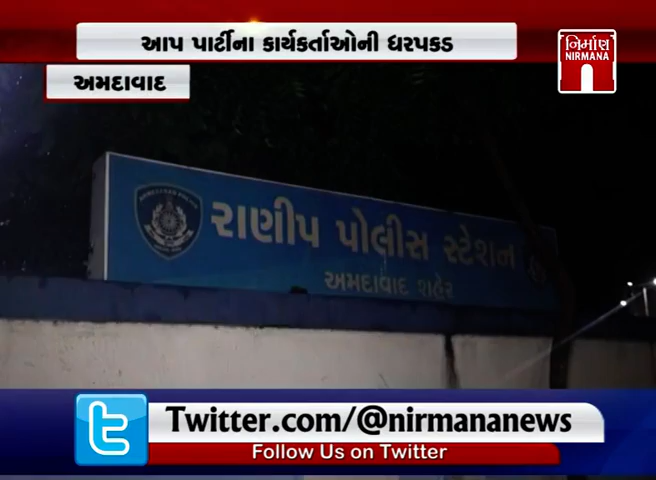 આપ પાર્ટીના કાર્યકર્તાઓની ધરપકડ
નિર્માણ
NIRMANA
અમદાવાદ
રાણીપ પોલીસ સ્ટેશન
અમદાવાદ શહેર
Twitter.com/@nirmananews
Follow Us on Twitter